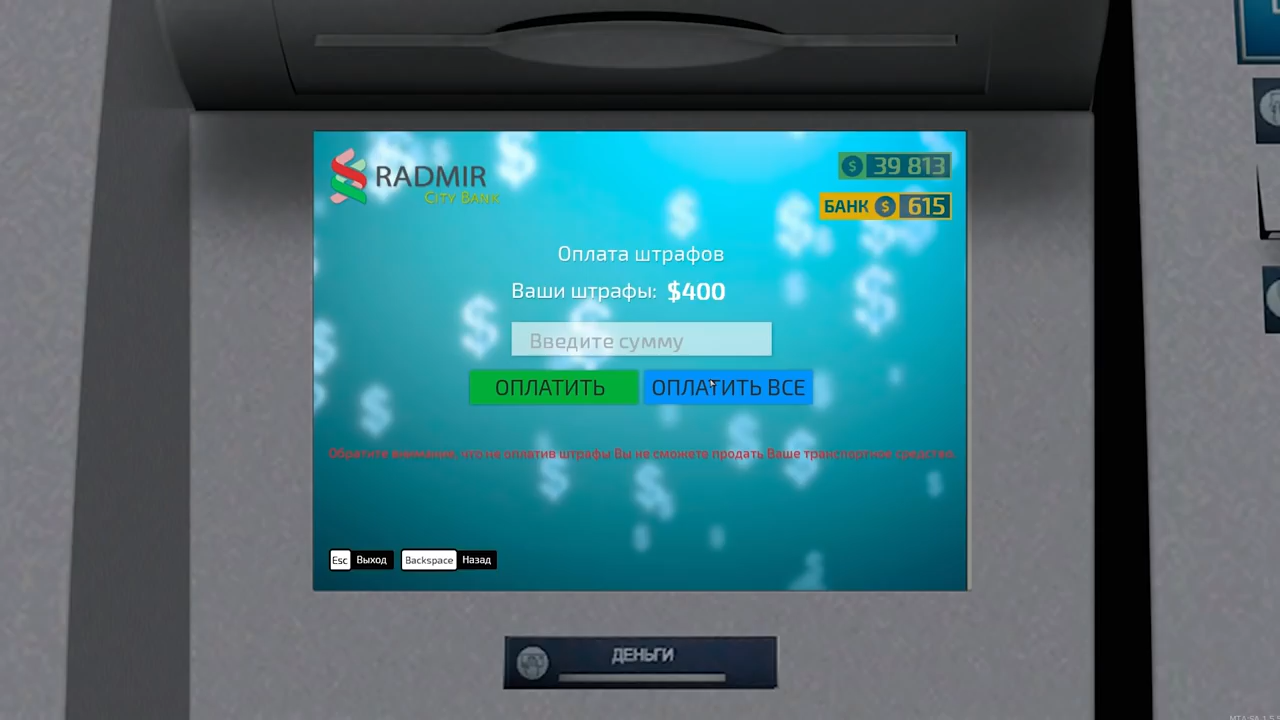 RADMIR
CITY BANK
$ 39 813
БАНК $ 615
Оплата штрафов
Ваши штрафы: $400
Введите сумму
ОПЛАТИТЬ
ОПЛАТИТЬ ВСЕ
Обратите внимание, что не оплатив штрафы Вы не сможете продать Ваше транспортное средство.
Esc Выход Backspace Назад
ДЕНЬГИ